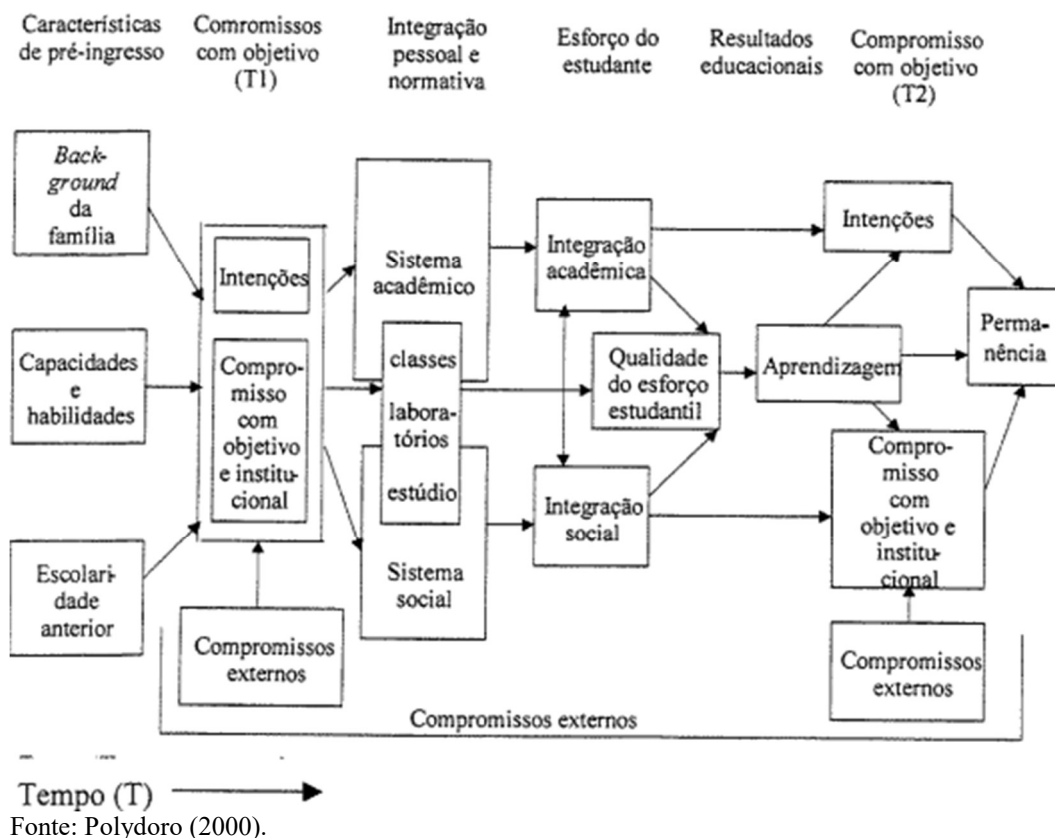 Características
de pré-ingresso
Comromissos
com objetivo
(T1)
Integração
pessoal e
normativa
Esforço do
estudante
Resultados
educacionais
Compromisso
com objetivo
(T2)
Back-
ground
da
família
Capacidades
e
habilidades
Escolari-
dade
anterior
Intenções
Compro-
misso
com
objetivo
e institu-
cional
Compromissos
externos
Sistema
acadêmico
classes
labora-
tórios
estúdio
Sistema
social
Integração
acadêmica
Qualidade
do esforço
estudantil
Integração
social
Aprendizagem
Intenções
Compro-
misso
com
objetivo e
institu-
cional
Compromissos
externos
Perma-
nência
Compromissos externos
Tempo (T)
Fonte: Polydoro (2000).